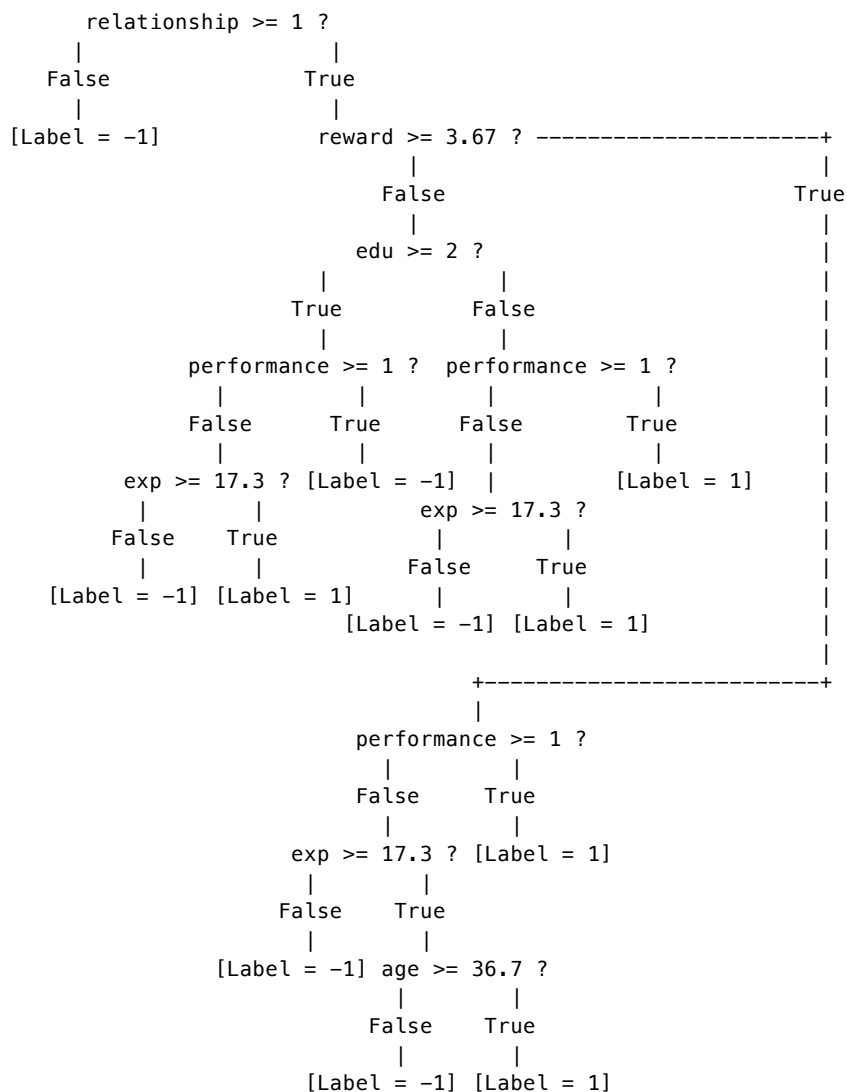 relationship >= 1 ?
| |
False True
| |
[Label = -1] reward >= 3.67 ? ----------------------+
| |
False True
| |
edu >= 2 ? |
| | |
True False |
| | |
performance >= 1 ? performance >= 1 ? |
| | | | |
False True False True |
| | | | |
exp >= 17.3 ? [Label = -1] | [Label = 1] |
| | exp >= 17.3 ? |
False True | | |
| | False True |
[Label = -1] [Label = 1] | | |
[Label = -1] [Label = 1] |
|
+--------------------------+
|
performance >= 1 ?
| |
False True
| |
exp >= 17.3 ? [Label = 1]
| |
False True
| |
[Label = -1] age >= 36.7 ?
| |
False True
| |
[Label = -1] [Label = 1]